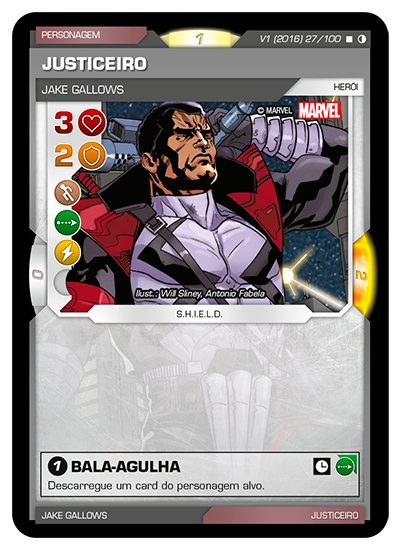 PERSONAGEM
1
V1 (2016) 27/100
JUSTICEIRO
JAKE GALLOWS
HERÓI
© MARVEL MARVEL
3
2
0
2
Ilust.: Will Sliney, Antonio Fabela
S.H.I.E.L.D.
1 BALA-AGULHA
Descarregue um card do personagem alvo.
JAKE GALLOWS
JUSTICEIRO